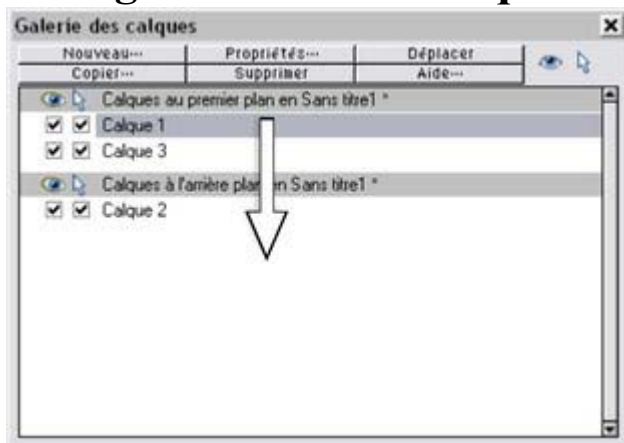 Galerie des calques
Nouveau... Propriétés... Déplacer
Copier... Supprimer Aide...
Calques au premier plan en Sans titre1 *
Calque 1
Calque 3
Calques à l'arrière plan en Sans titre1 *
Calque 2